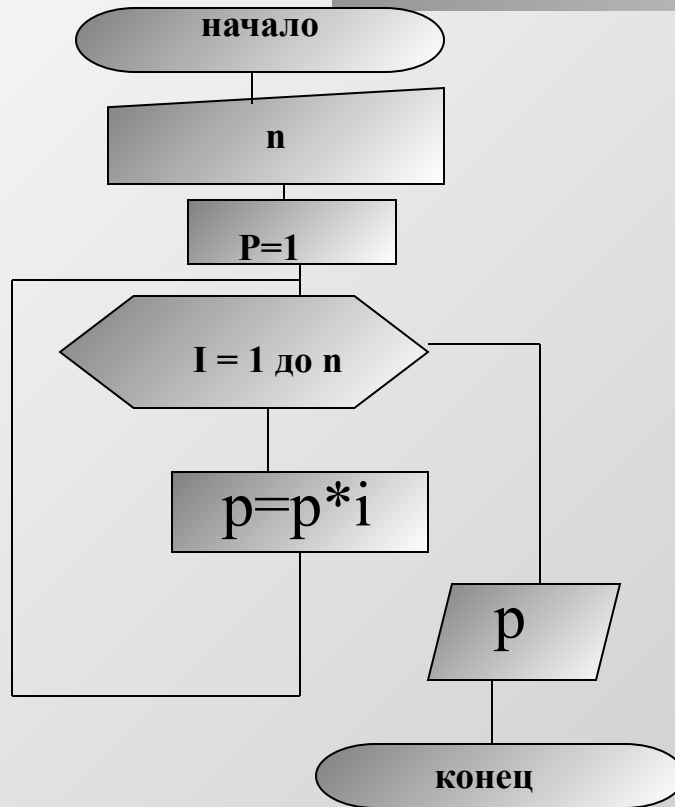 начало
n
P=1
I = 1 до n
p=p*i
p
конец